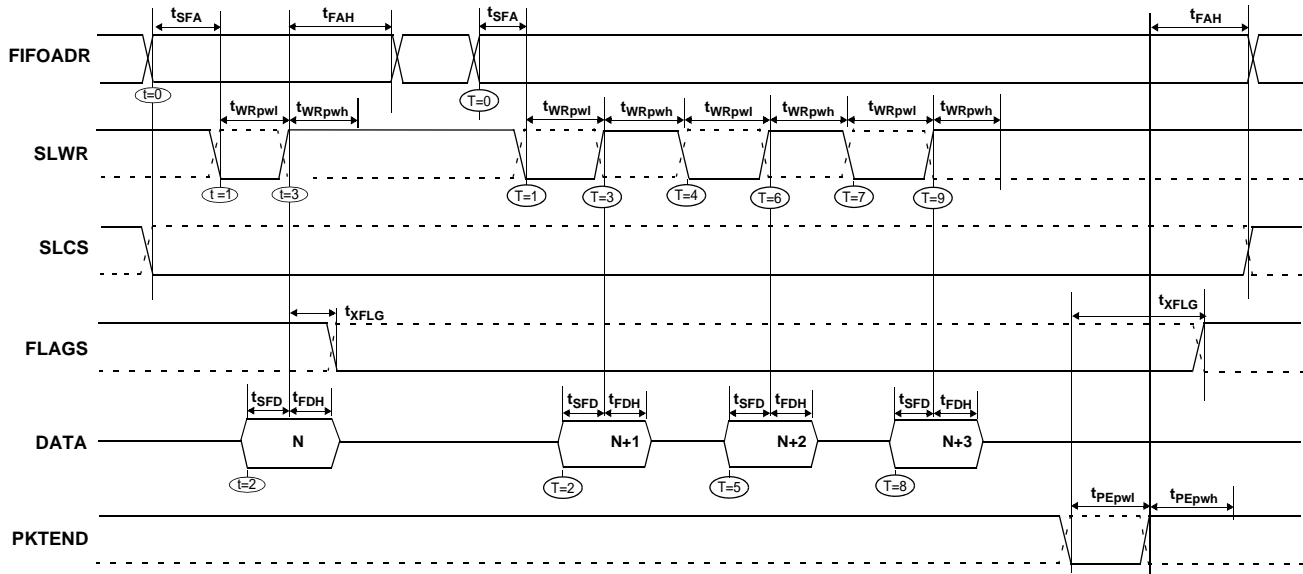 tSFA tFAH tSFA tFAH
FIFOADR
t=0 T=0
tWRpwl tWRpwh tWRpwl tWRpwh tWRpwl tWRpwh tWRpwl tWRpwh
SLWR
t =1 t=3 T=1 T=3 T=4 T=6 T=7 T=9
SLCS
tXFLG tXFLG
FLAGS
tSFD tFDH tSFD tFDH tSFD tFDH tSFD tFDH
DATA N N+1 N+2 N+3
t=2 T=2 T=5 T=8
tPEpwl tPEpwh
PKTEND